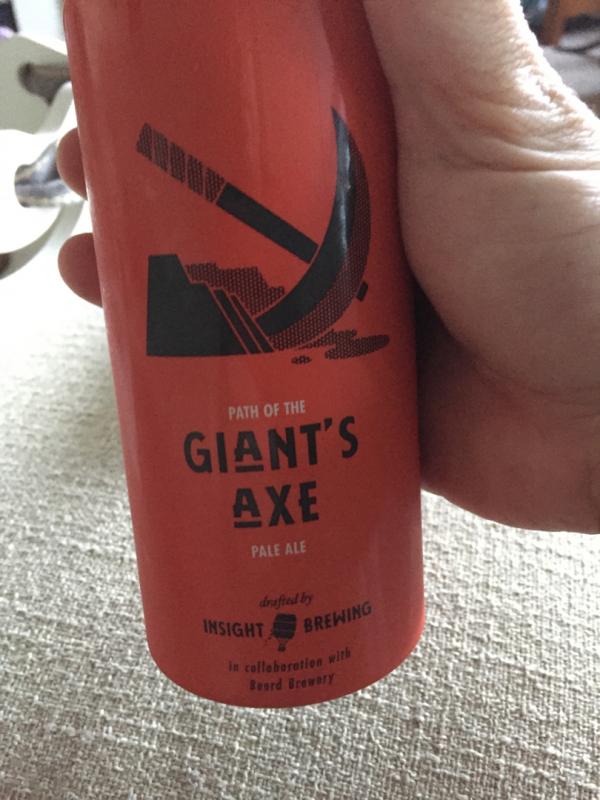 PATH OF THE
GIANT'S
AXE
PALE ALE
drafted by
INSIGHT BREWING
in collaboration with
Beard Brewery